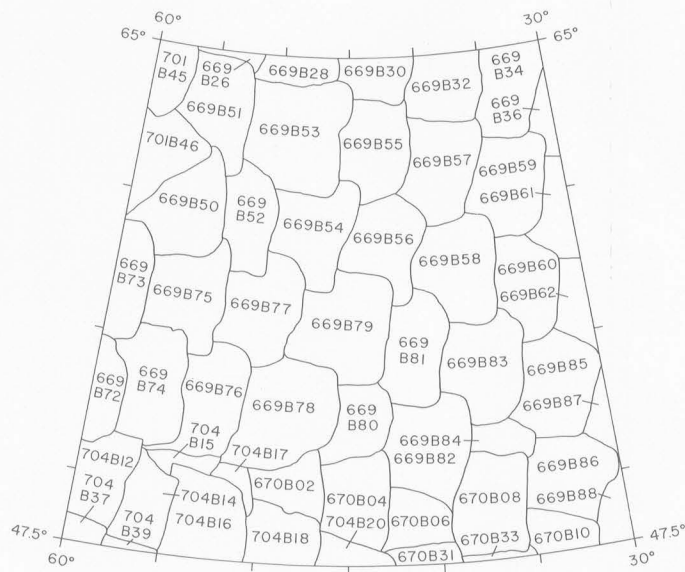 60°
30°
65°
65°
701
B45
669
B26
669B28
669B30
669B32
669
B34
669
B36
669B51
669B53
701B46
669B55
669B57
669B59
669B61
669B50
669
B52
669B54
669B56
669B58
669B60
669B62
669
B73
669B75
669B77
669B79
669
B81
669B83
669B85
669B87
669
B72
669
B74
669B76
669B78
669
B80
704
B15
704B17
669B84
669B82
704B12
704
B37
704B14
704B16
670B02
670B04
704B20
670B06
670B08
669B86
669B88
704
B39
704B18
670B31
670B33
670B10
47.5°
47.5°
60°
30°